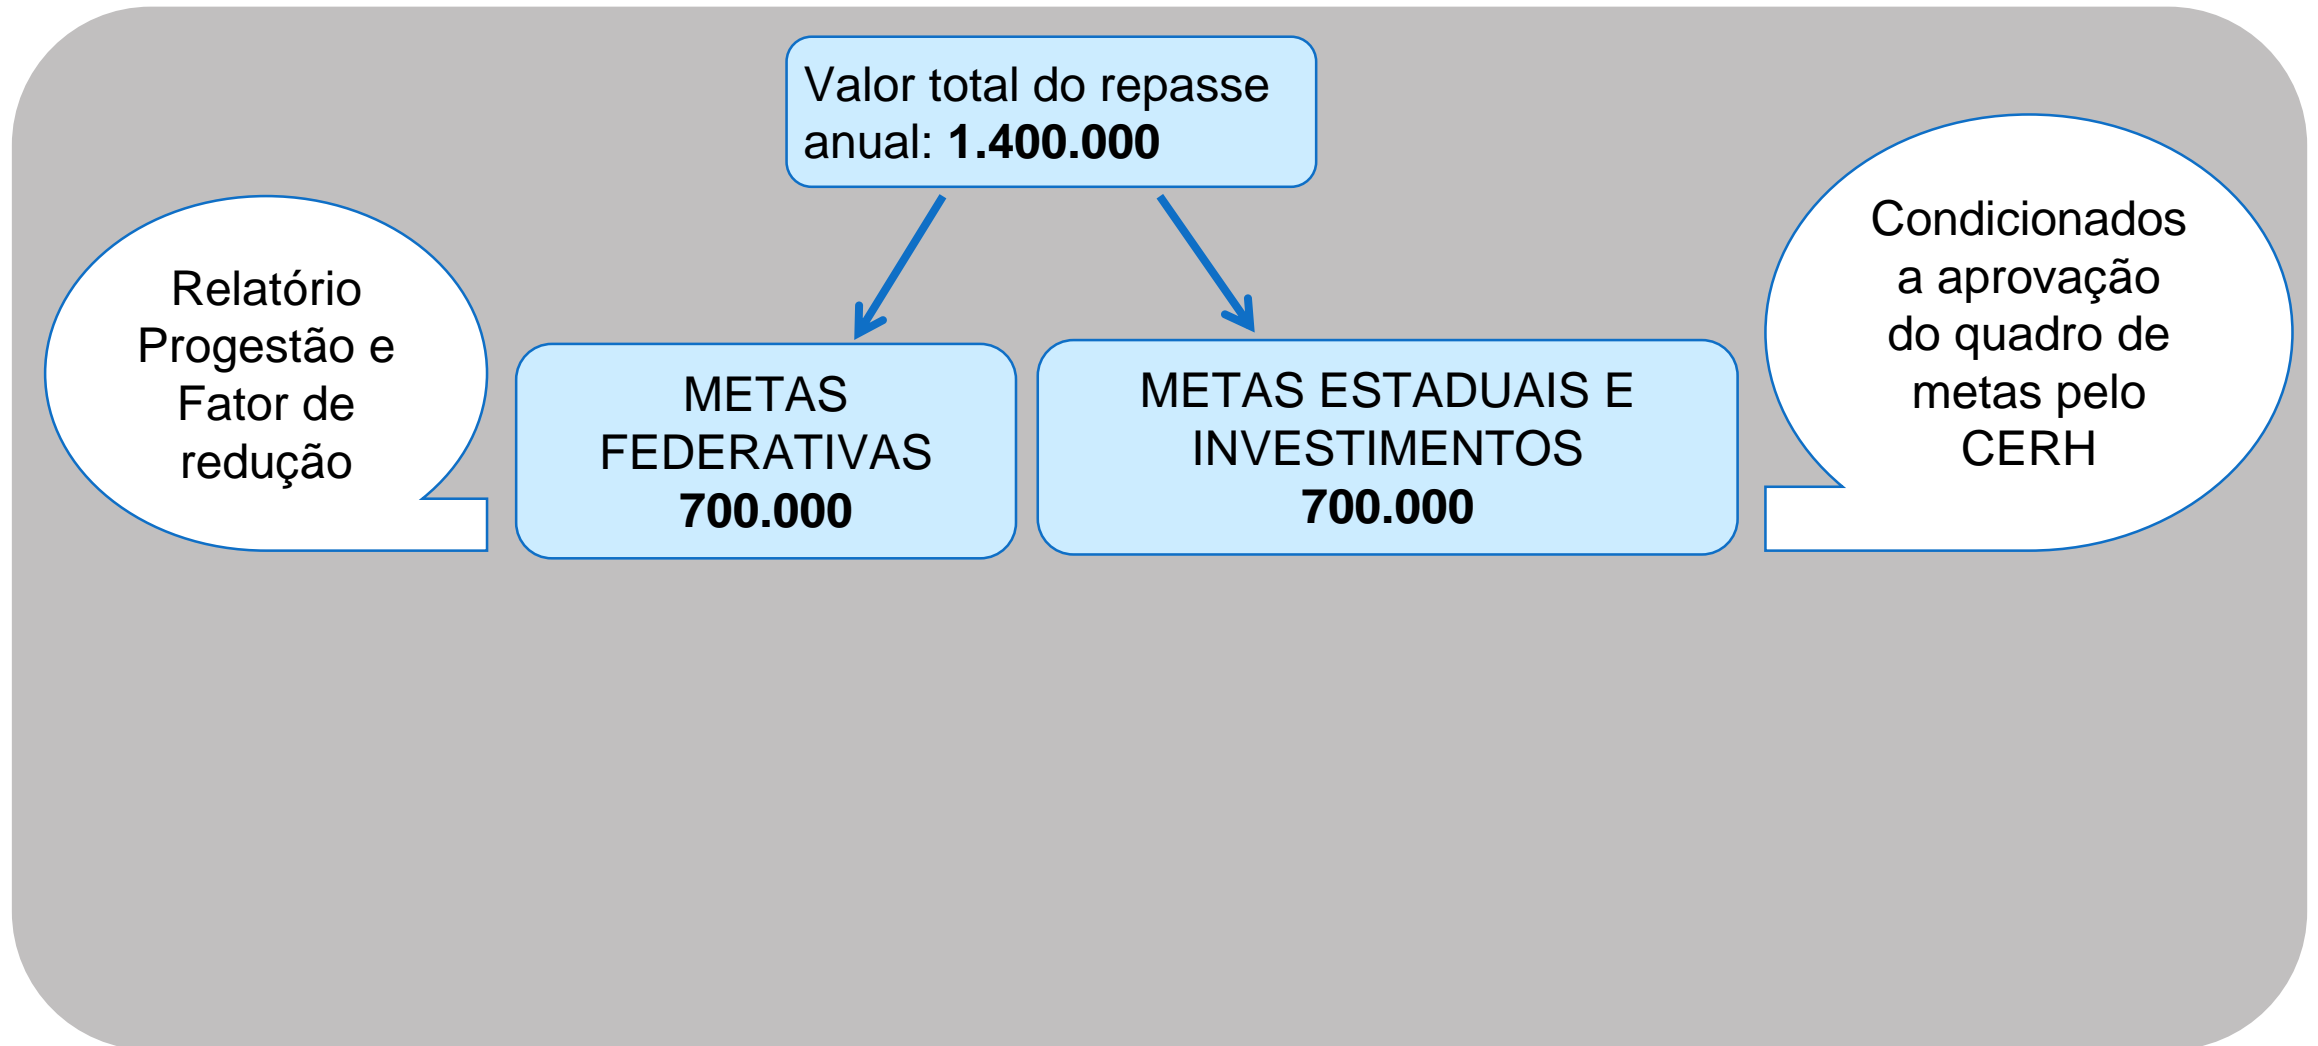 Valor total do repasse
anual: 1.400.000
Relatório
Progestão e
Fator de
redução
METAS
FEDERATIVAS
700.000
METAS ESTADUAIS E
INVESTIMENTOS
700.000
Condicionados
a aprovação
do quadro de
metas pelo
CERH